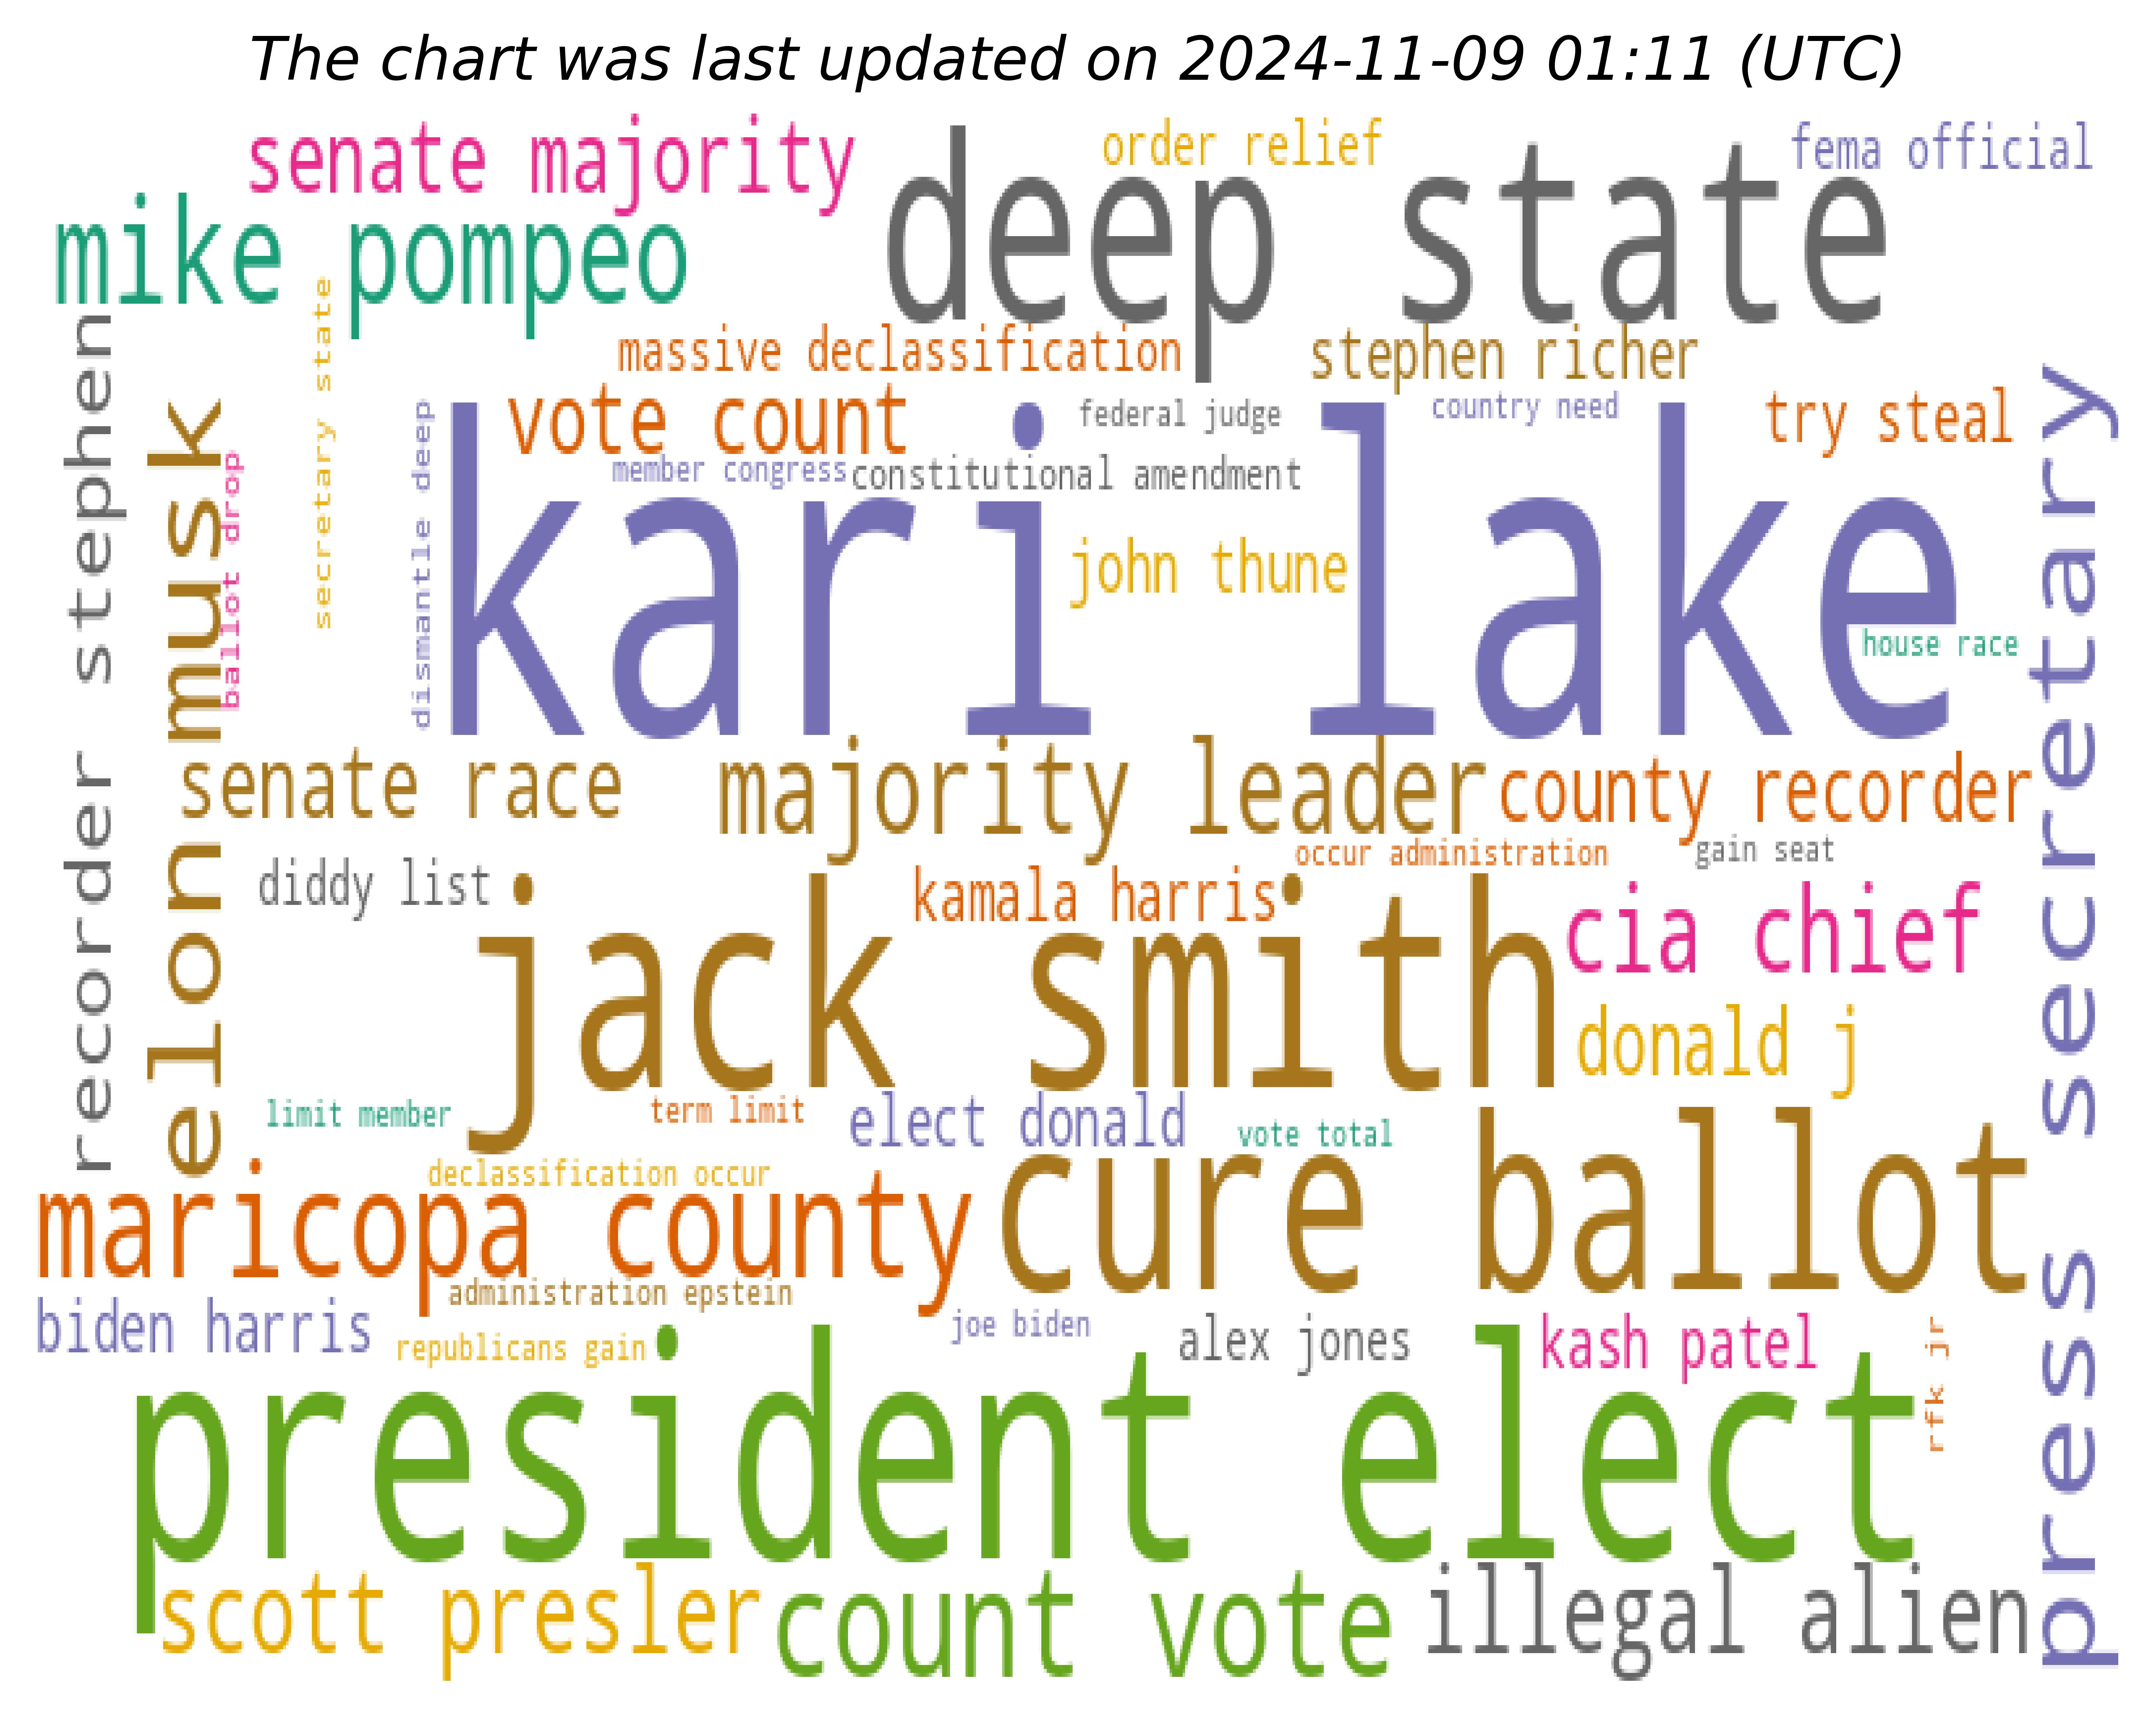 The chart was last updated on 2024-11-09 01:11 (UTC)
senate majority
order relief
fema official
deep state
mike pompeo
massive declassification
stephen richer
secretary state
recorder stephen
elon musk
ballot drop
dismantle deep
vote count
federal judge
country need
try steal
member congress
constitutional amendment
kari lake
john thune
house race
press secretary
senate race
majority leader
county recorder
occur administration
gain seat
diddy list
kamala harris
jack smith
cia chief
donald j
limit member
term limit
elect donald
vote total
declassification occur
maricopa county
cure ballot
administration epstein
biden harris
republicans gain
joe biden
alex jones
kash patel
rfk jr
president elect
scott presler
count vote
illegal alien